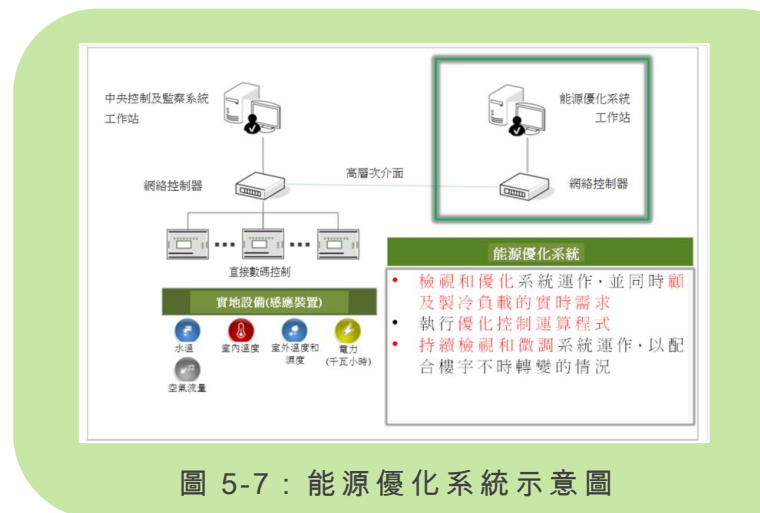 中央控制及監察系統
工作站
能源優化系統
工作站
網絡控制器
高層次介面
網絡控制器
直接數碼控制
實地設備(感應裝置)
水溫
室內溫度
室外溫度和
濕度
電力
(千瓦小時)
空氣流量
能源優化系統
• 檢視和優化系統運作，並同時顧
及製冷負載的實時需求
• 執行優化控制運算程式
• 持續檢視和微調系統運作，以配
合樓宇不時轉變的情況
圖 5-7：能源優化系統示意圖